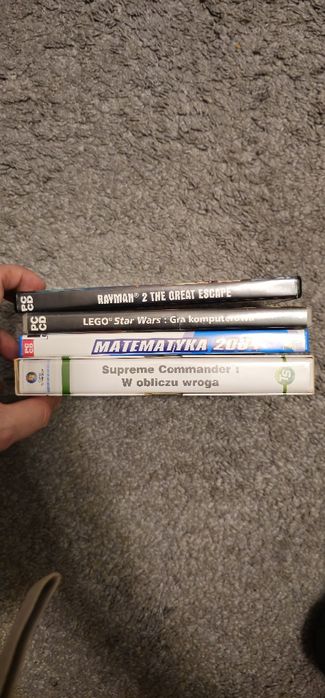 PC CD
RAYMAN® 2 THE GREAT ESCAPE
PC CD
LEGO® Star Wars : Gra komputerowa
MATEMATYKA
Supreme Commander :
W obliczu wroga